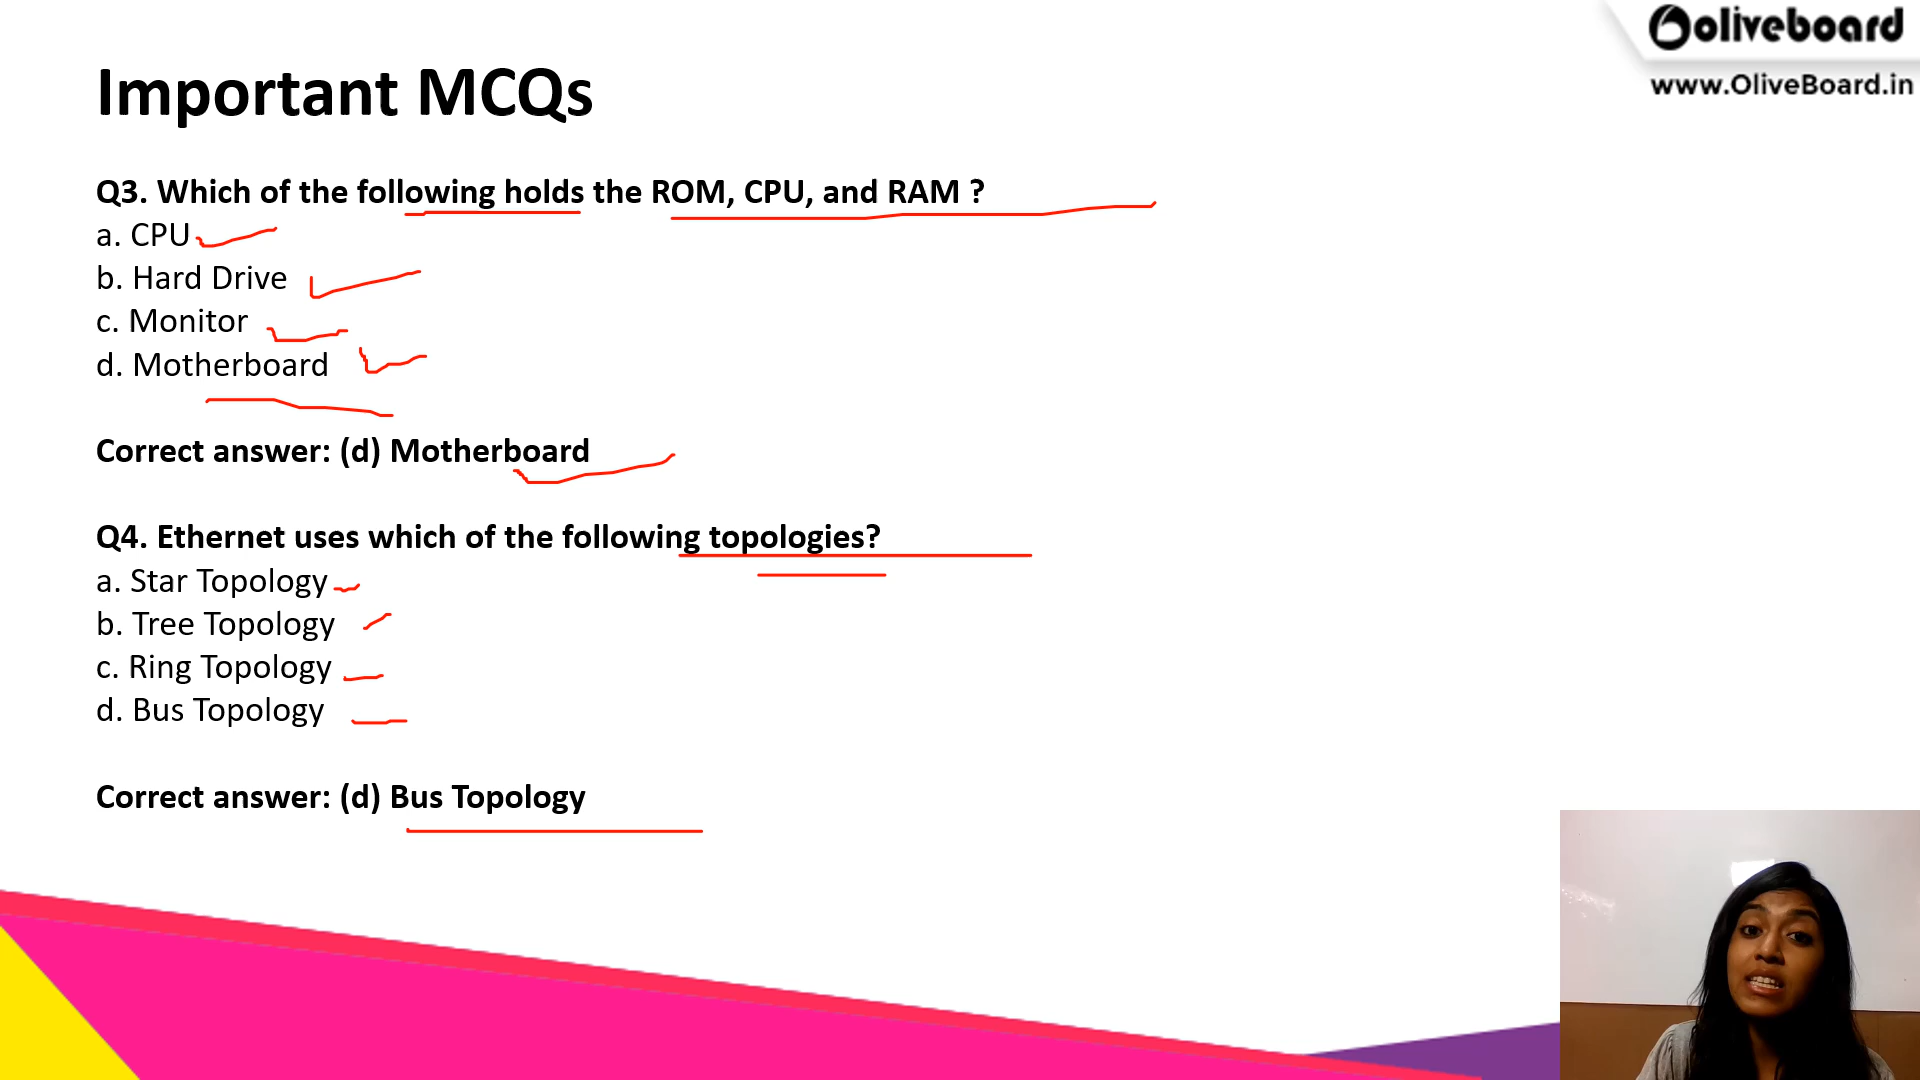 oliveboard
www.OliveBoard.in
Important MCQs
Q3. Which of the following holds the ROM, CPU, and RAM ?
a. CPU
b. Hard Drive
c. Monitor
d. Motherboard
Correct answer: (d) Motherboard
Q4. Ethernet uses which of the following topologies?
a. Star Topology
b. Tree Topology
c. Ring Topology
d. Bus Topology
Correct answer: (d) Bus Topology